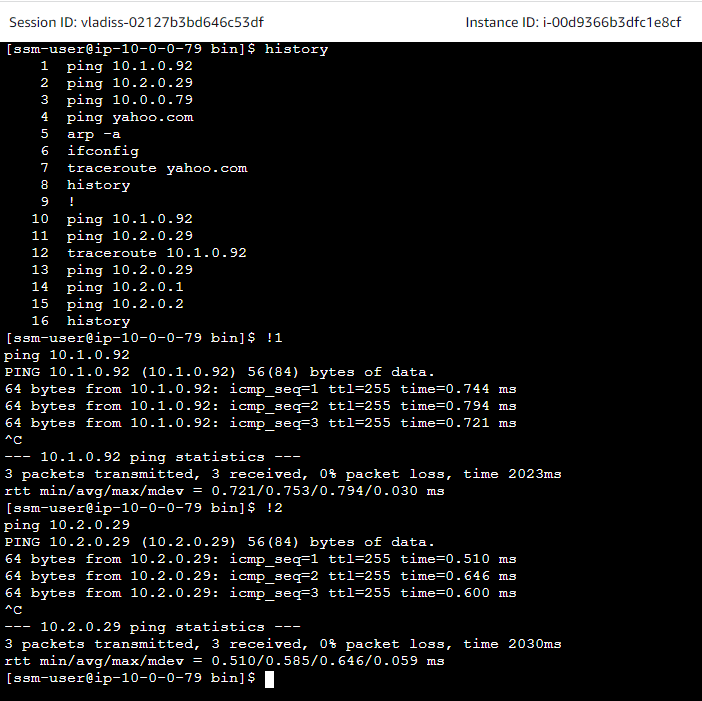 Session ID: vladiss-02127b3bd646c53df Instance ID: i-00d9366b3dfc1e8cf
[ssm-user@ip-10-0-0-79 bin]$ history
1 ping 10.1.0.92
2 ping 10.2.0.29
3 ping 10.0.0.79
4 ping yahoo.com
5 arp -a
6 ifconfig
7 traceroute yahoo.com
8 history
9 !
10 ping 10.1.0.92
11 ping 10.2.0.29
12 traceroute 10.1.0.92
13 ping 10.2.0.29
14 ping 10.2.0.1
15 ping 10.2.0.2
16 history
[ssm-user@ip-10-0-0-79 bin]$ !1
ping 10.1.0.92
PING 10.1.0.92 (10.1.0.92) 56(84) bytes of data.
64 bytes from 10.1.0.92: icmp_seq=1 ttl=255 time=0.744 ms
64 bytes from 10.1.0.92: icmp_seq=2 ttl=255 time=0.794 ms
64 bytes from 10.1.0.92: icmp_seq=3 ttl=255 time=0.721 ms
^C
--- 10.1.0.92 ping statistics ---
3 packets transmitted, 3 received, 0% packet loss, time 2023ms
rtt min/avg/max/mdev = 0.721/0.753/0.794/0.030 ms
[ssm-user@ip-10-0-0-79 bin]$ !2
ping 10.2.0.29
PING 10.2.0.29 (10.2.0.29) 56(84) bytes of data.
64 bytes from 10.2.0.29: icmp_seq=1 ttl=255 time=0.510 ms
64 bytes from 10.2.0.29: icmp_seq=2 ttl=255 time=0.646 ms
64 bytes from 10.2.0.29: icmp_seq=3 ttl=255 time=0.600 ms
^C
--- 10.2.0.29 ping statistics ---
3 packets transmitted, 3 received, 0% packet loss, time 2030ms
rtt min/avg/max/mdev = 0.510/0.585/0.646/0.059 ms
[ssm-user@ip-10-0-0-79 bin]$